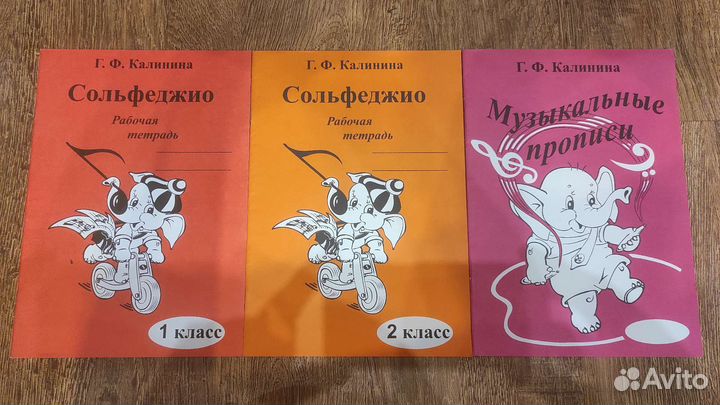 Г. Ф. Калинина
Сольфеджио
Рабочая
тетрадь
1 класс
Г. Ф. Калинина
Сольфеджио
Рабочая
тетрадь
2 класс
Г. Ф. Калинина
Музыкальные
прописи
Avito